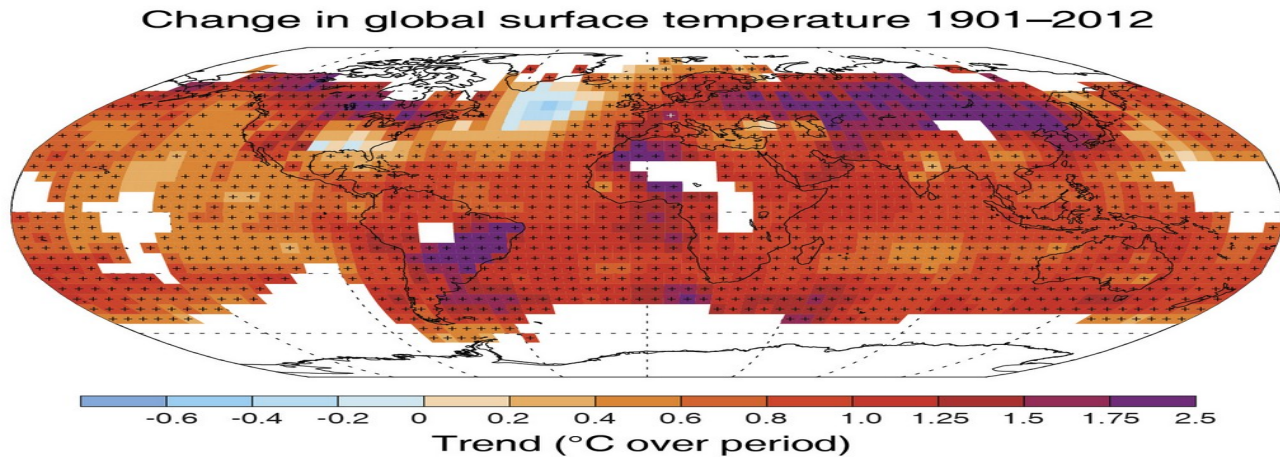 Change in global surface temperature 1901–2012
-0.6 -0.4 -0.2 0 0.2 0.4 0.6 0.8 1.0 1.25 1.5 1.75 2.5
Trend (°C over period)